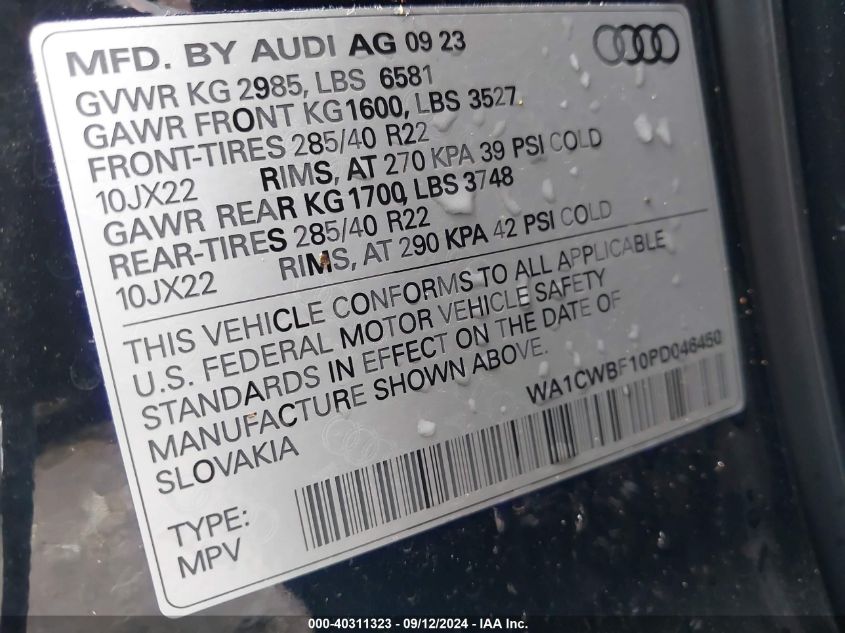 MFD. BY AUDI AG 09 23
GVWR KG 2985, LBS 6581
GAWR FRONT KG1600, LBS 3527
FRONT-TIRES 285/40 R22
10JX22 RIMS, AT 270 KPA 39 PSI COLD
GAWR REAR KG1700, LBS 3748
REAR-TIRES 285/40 R22
10JX22 RIMS, AT 290 KPA 42 PSI COLD
THIS VEHICLE CONFORMS TO ALL APPLICABLE
U.S. FEDERAL MOTOR VEHICLE SAFETY
STANDARDS IN EFFECT ON THE DATE OF
MANUFACTURE SHOWN ABOVE.
SLOVAKIA
WA1CWBF10PD046450
TYPE:
MPV
000-40311323 - 09/12/2024 - IAA Inc.